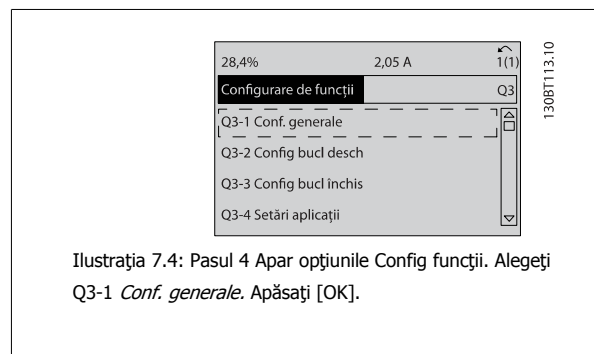 28,4% 2,05 A 1(1)
Configurare de funcții Q3
Q3-1 Conf. generale
Q3-2 Config bucl desch
Q3-3 Config bucl închis
Q3-4 Setări aplicații
130BT113.10
Ilustraţia 7.4: Pasul 4 Apar opţiunile Config funcţii. Alegeţi
Q3-1 Conf. generale. Apăsaţi [OK].